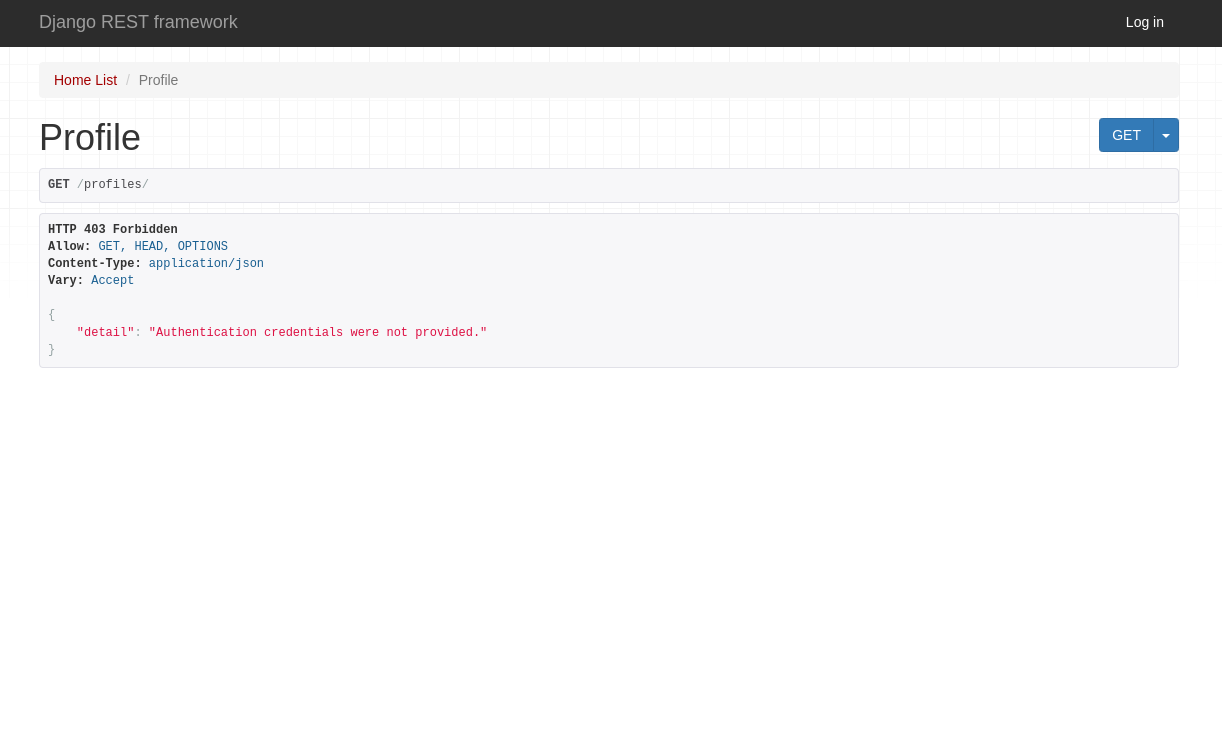 Django REST framework
Log in
Home List / Profile
Profile
GET
GET /profiles/
HTTP 403 Forbidden
Allow: GET, HEAD, OPTIONS
Content-Type: application/json
Vary: Accept
{
    "detail": "Authentication credentials were not provided."
}